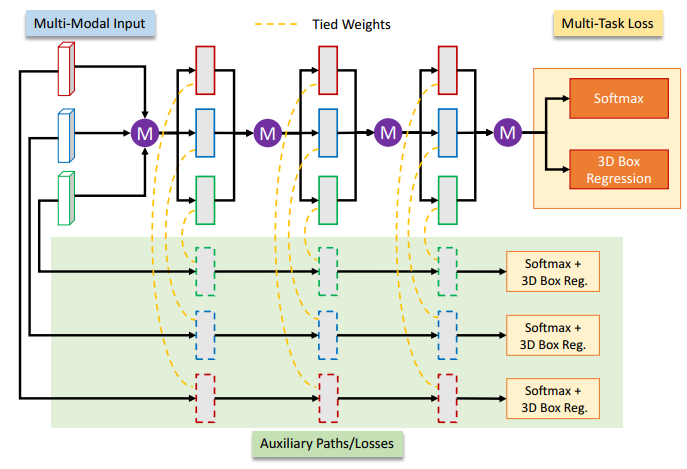 Multi-Modal Input
Tied Weights
Multi-Task Loss
M
M
M
M
Softmax
3D Box
Regression
Softmax +
3D Box Reg.
Softmax +
3D Box Reg.
Softmax +
3D Box Reg.
Auxiliary Paths/Losses